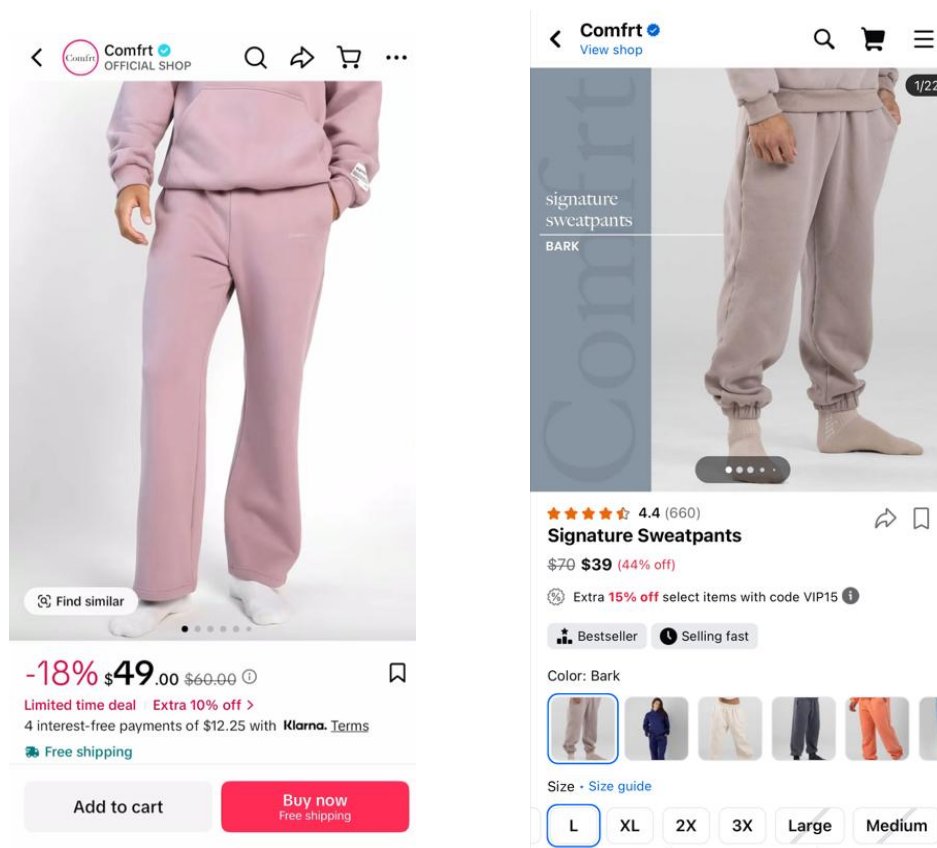 Comfrt
Comfrt
OFFICIAL SHOP
Find similar
-18% $49.00 $60.00
Limited time deal Extra 10% off >
4 interest-free payments of $12.25 with Klarna. Terms
Free shipping
Add to cart
Buy now
Free shipping
Comfrt
View shop
1/22
Comfrt
signature
sweatpants
BARK
4.4 (660)
Signature Sweatpants
$70 $39 (44% off)
Extra 15% off select items with code VIP15
Bestseller
Selling fast
Color: Bark
Size • Size guide
L
XL
2X
3X
Large
Medium